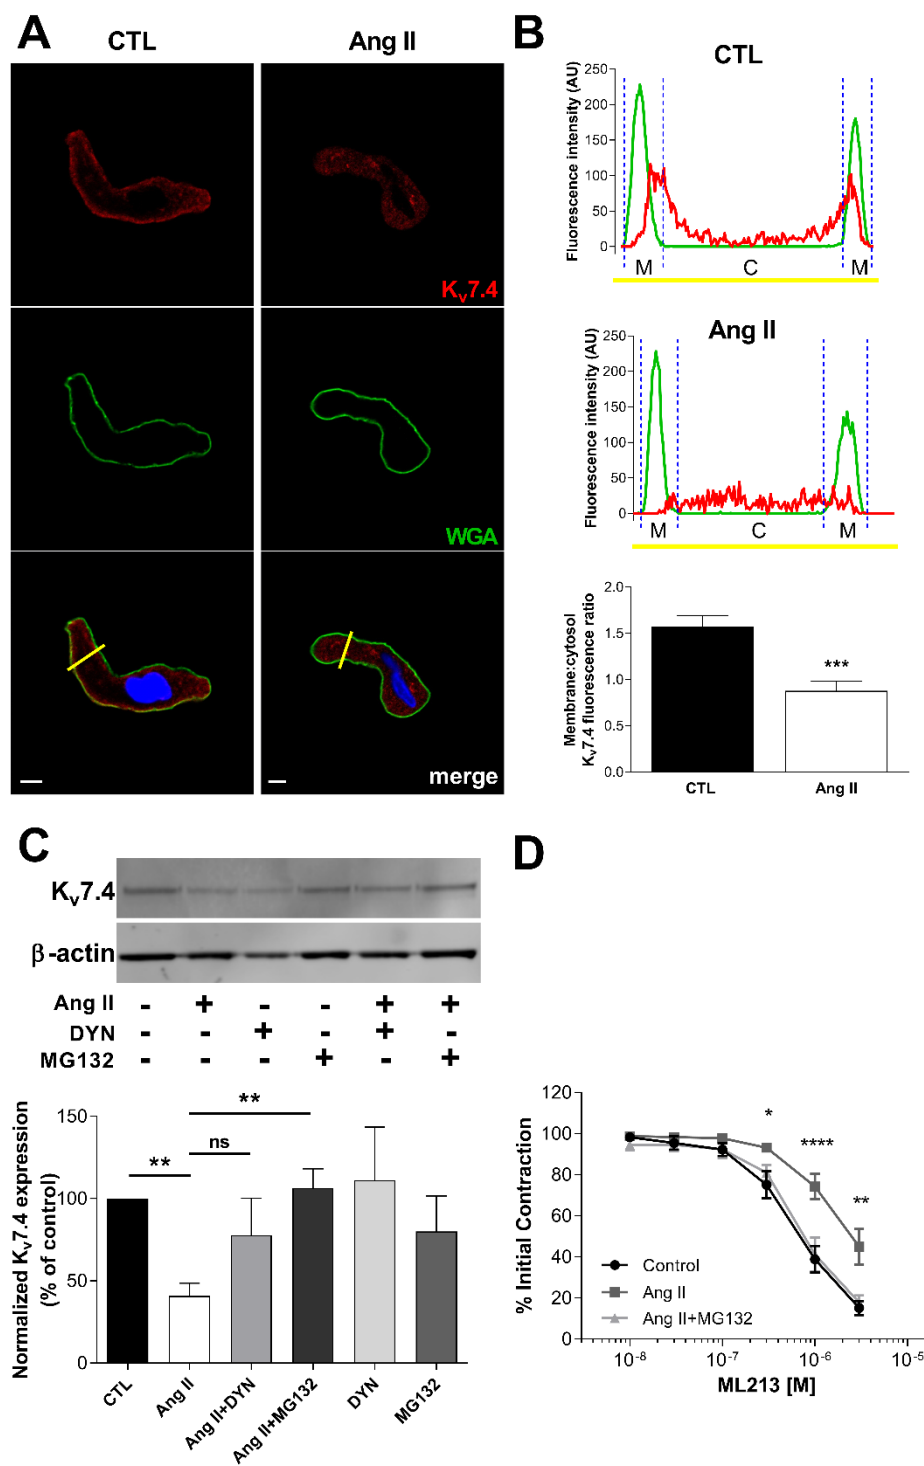 A
CTL
Ang II
Kv7.4
WGA
merge
B
CTL
Fluorescence intensity (AU)
250
200
150
100
50
0
M
C
M
Ang II
Fluorescence intensity (AU)
250
200
150
100
50
0
M
C
M
Membrane:cytosol
Kv7.4 fluorescence ratio
2.0
1.5
1.0
0.5
0.0
***
CTL
Ang II
C
Kv7.4
β-actin
Ang II - + - - + +
DYN - - + - + -
MG132 - - - + - +
Normalized Kv7.4 expression
(% of control)
150
100
50
0
**
ns
**
CTL
Ang II
Ang II+DYN
Ang II+MG132
DYN
MG132
D
% Initial Contraction
120
100
80
60
40
20
0
*
****
**
Control
Ang II
Ang II+MG132
10-8
10-7
10-6
10-5
ML213 [M]